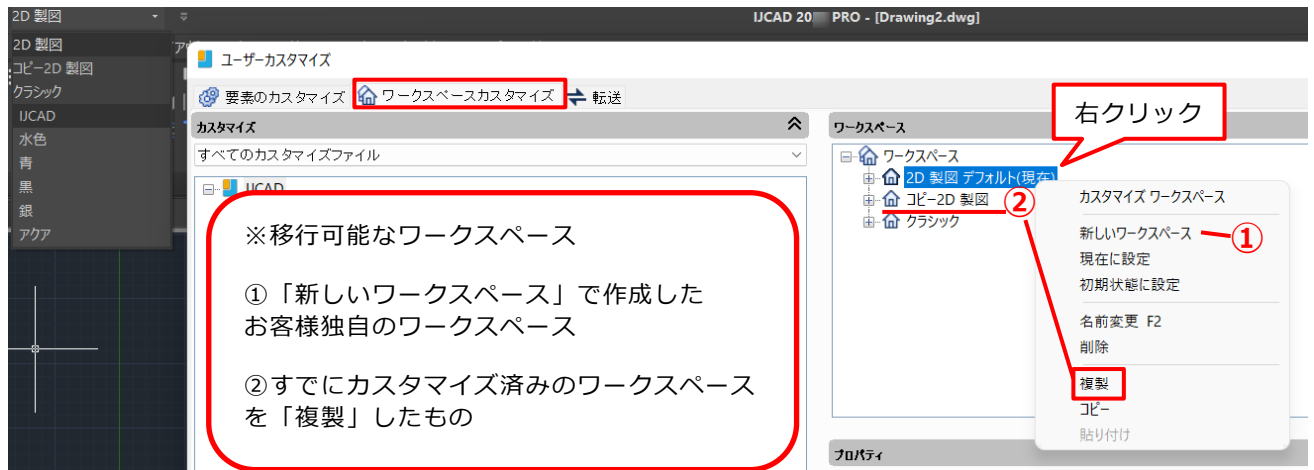 2D 製図
IJCAD 20 PRO - [Drawing2.dwg]
2D 製図
コピー2D 製図
クラシック
IJCAD
水色
青
黒
銀
アクア
ユーザーカスタマイズ
要素のカスタマイズ ワークスペースカスタマイズ 転送
カスタマイズ
すべてのカスタマイズファイル
IJCAD
※移行可能なワークスペース
①「新しいワークスペース」で作成した
お客様独自のワークスペース
②すでにカスタマイズ済みのワークスペース
を「複製」したもの
ワークスペース
右クリック
ワークスペース
2D 製図 デフォルト(現在)
コピー2D 製図
クラシック
②
カスタマイズ ワークスペース
新しいワークスペース
①
現在に設定
初期状態に設定
名前変更 F2
削除
複製
コピー
貼り付け
プロパティ